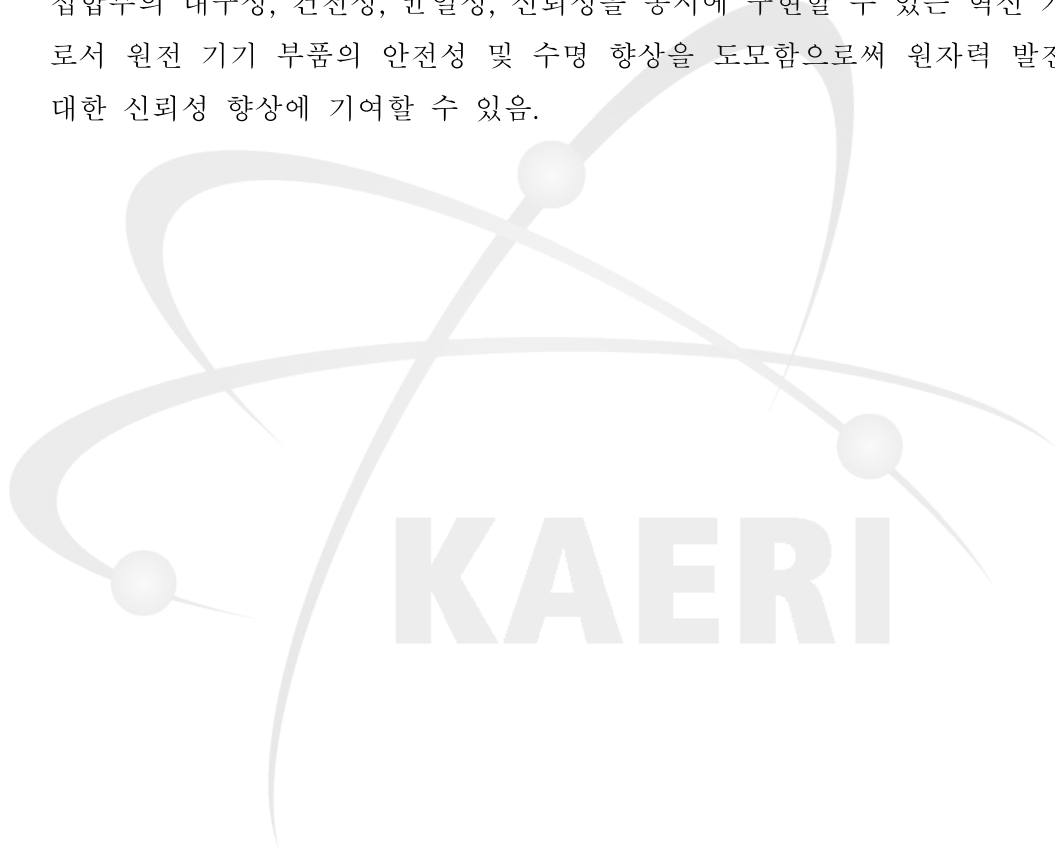 접합부의 내구성, 건전성, 균일성, 신뢰성을 동시에 구현할 수 있는 혁신
로서 원전 기기 부품의 안전성 및 수명 향상을 도모함으로써 원자력 발전
대한 신뢰성 향상에 기여할 수 있음.
KAERI